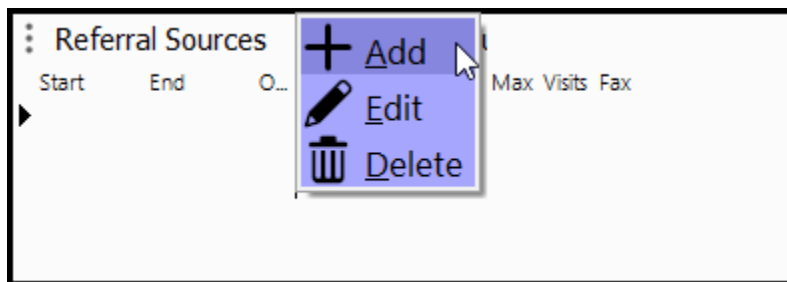 Referral Sources
Add
Start End O... Max Visits Fax
Edit
Delete